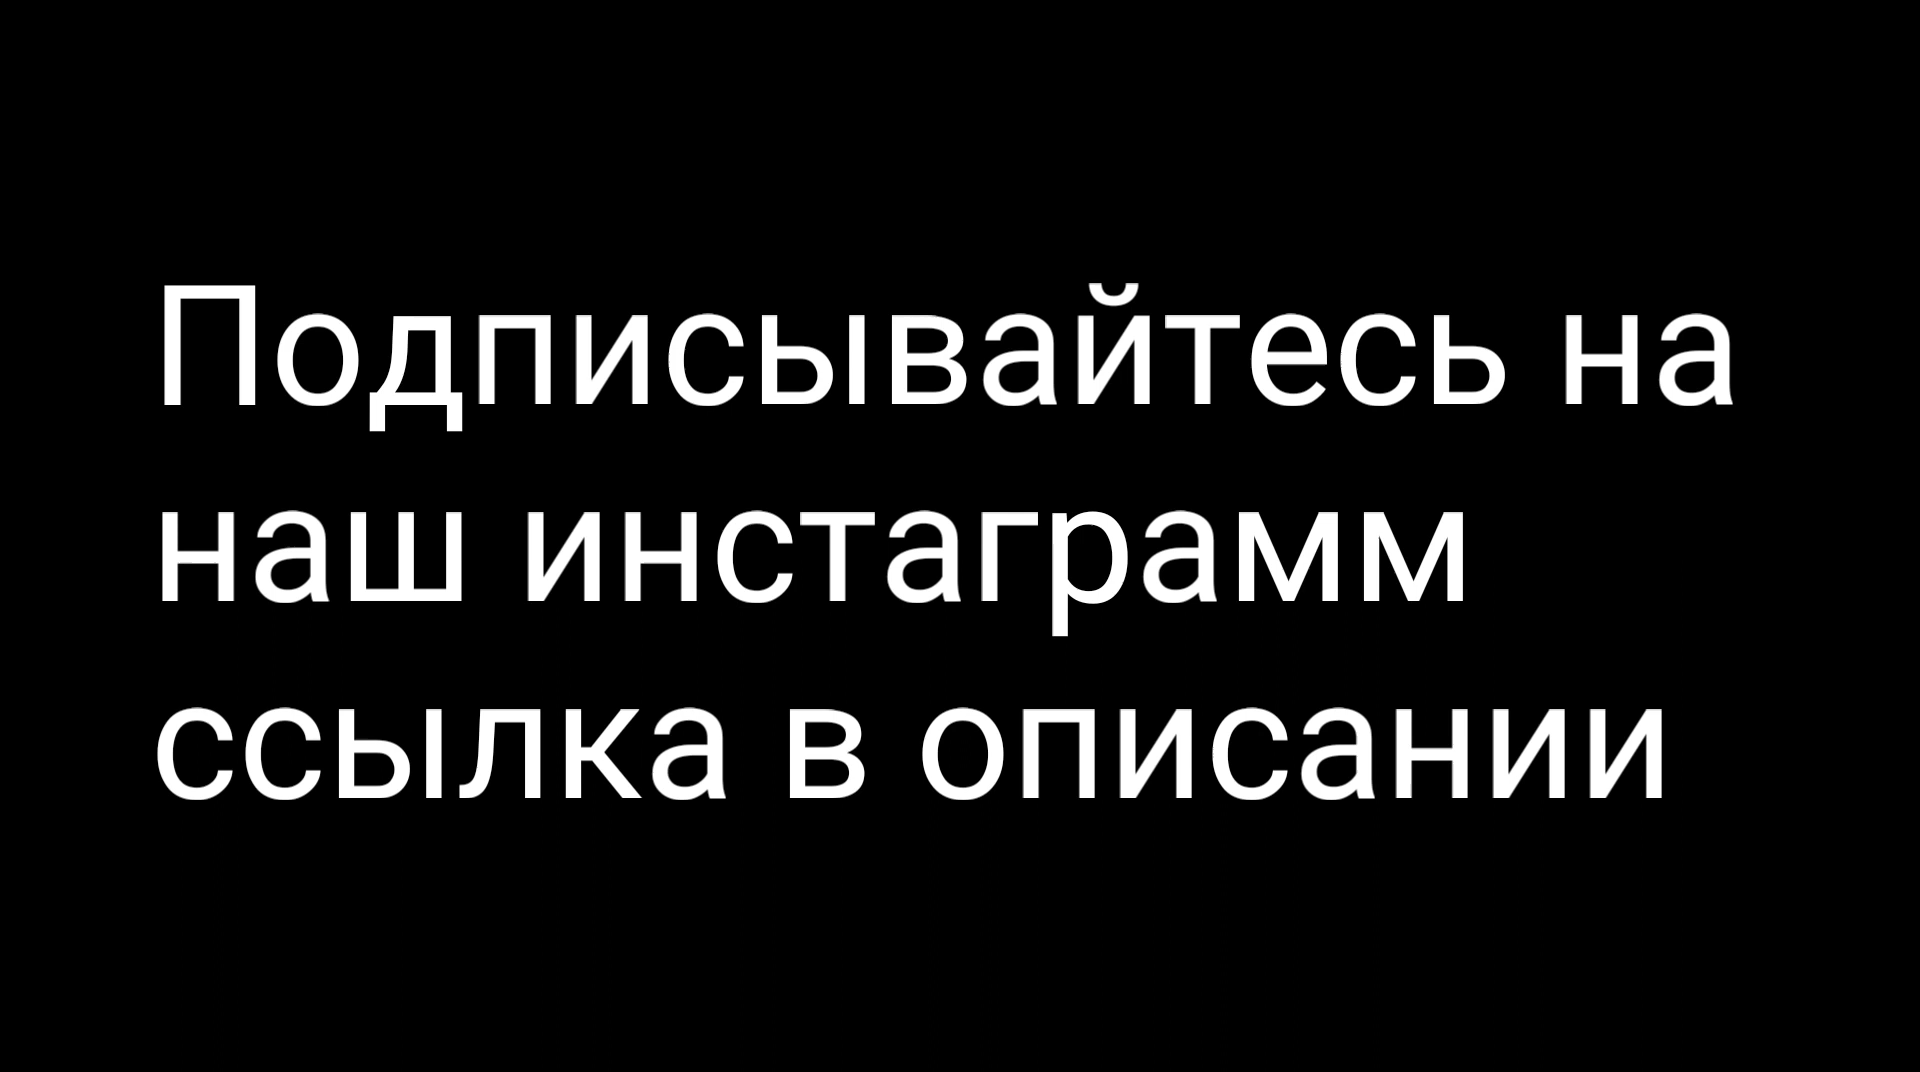 Подписывайтесь на
наш инстаграмм
ссылка в описании